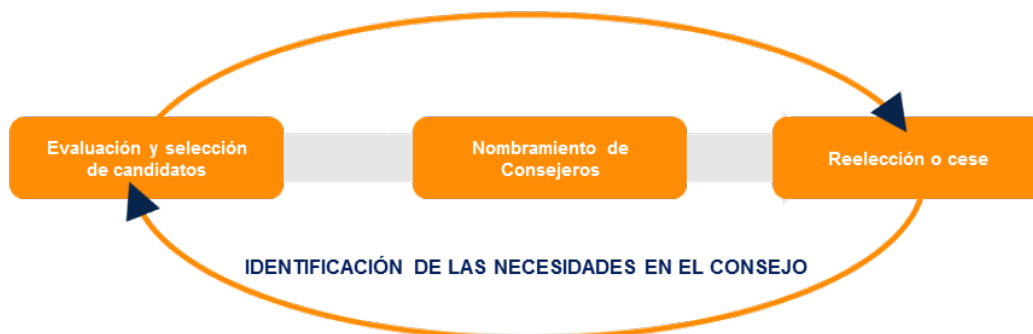 Evaluación y selección
de candidatos
Nombramiento de
Consejeros
Reelección o cese
IDENTIFICACIÓN DE LAS NECESIDADES EN EL CONSEJO